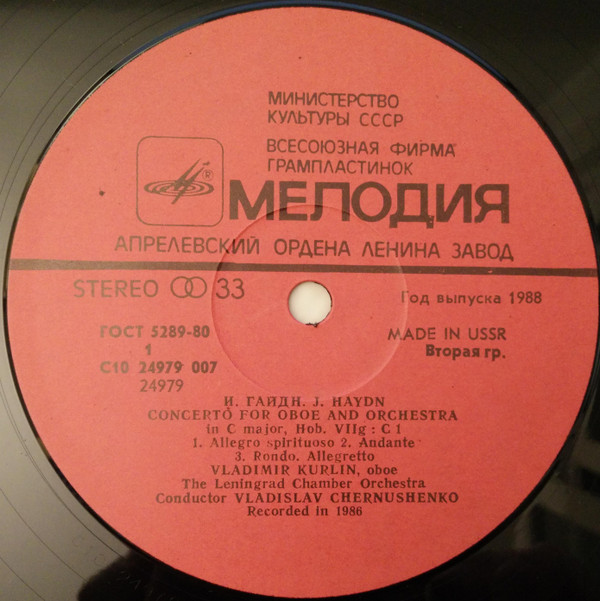 МИНИСТЕРСТВО
КУЛЬТУРЫ СССР
ВСЕСОЮЗНАЯ ФИРМА
ГРАМПЛАСТИНОК
®
МЕЛОДИЯ
АПРЕЛЕВСКИЙ ОРДЕНА ЛЕНИНА ЗАВОД
STEREO 33
Год выпуска 1988
ГОСТ 5289-80
MADE IN USSR
1
Вторая гр.
С10 24979 007
24979
И. ГАЙДН. J. HAYDN
CONCERTO FOR OBOE AND ORCHESTRA
in C major, Hob. VIIg : C 1
1. Allegro spirituoso 2. Andante
3. Rondo. Allegretto
VLADIMIR KURLIN, oboe
The Leningrad Chamber Orchestra
Conductor VLADISLAV CHERNUSHENKO
Recorded in 1986